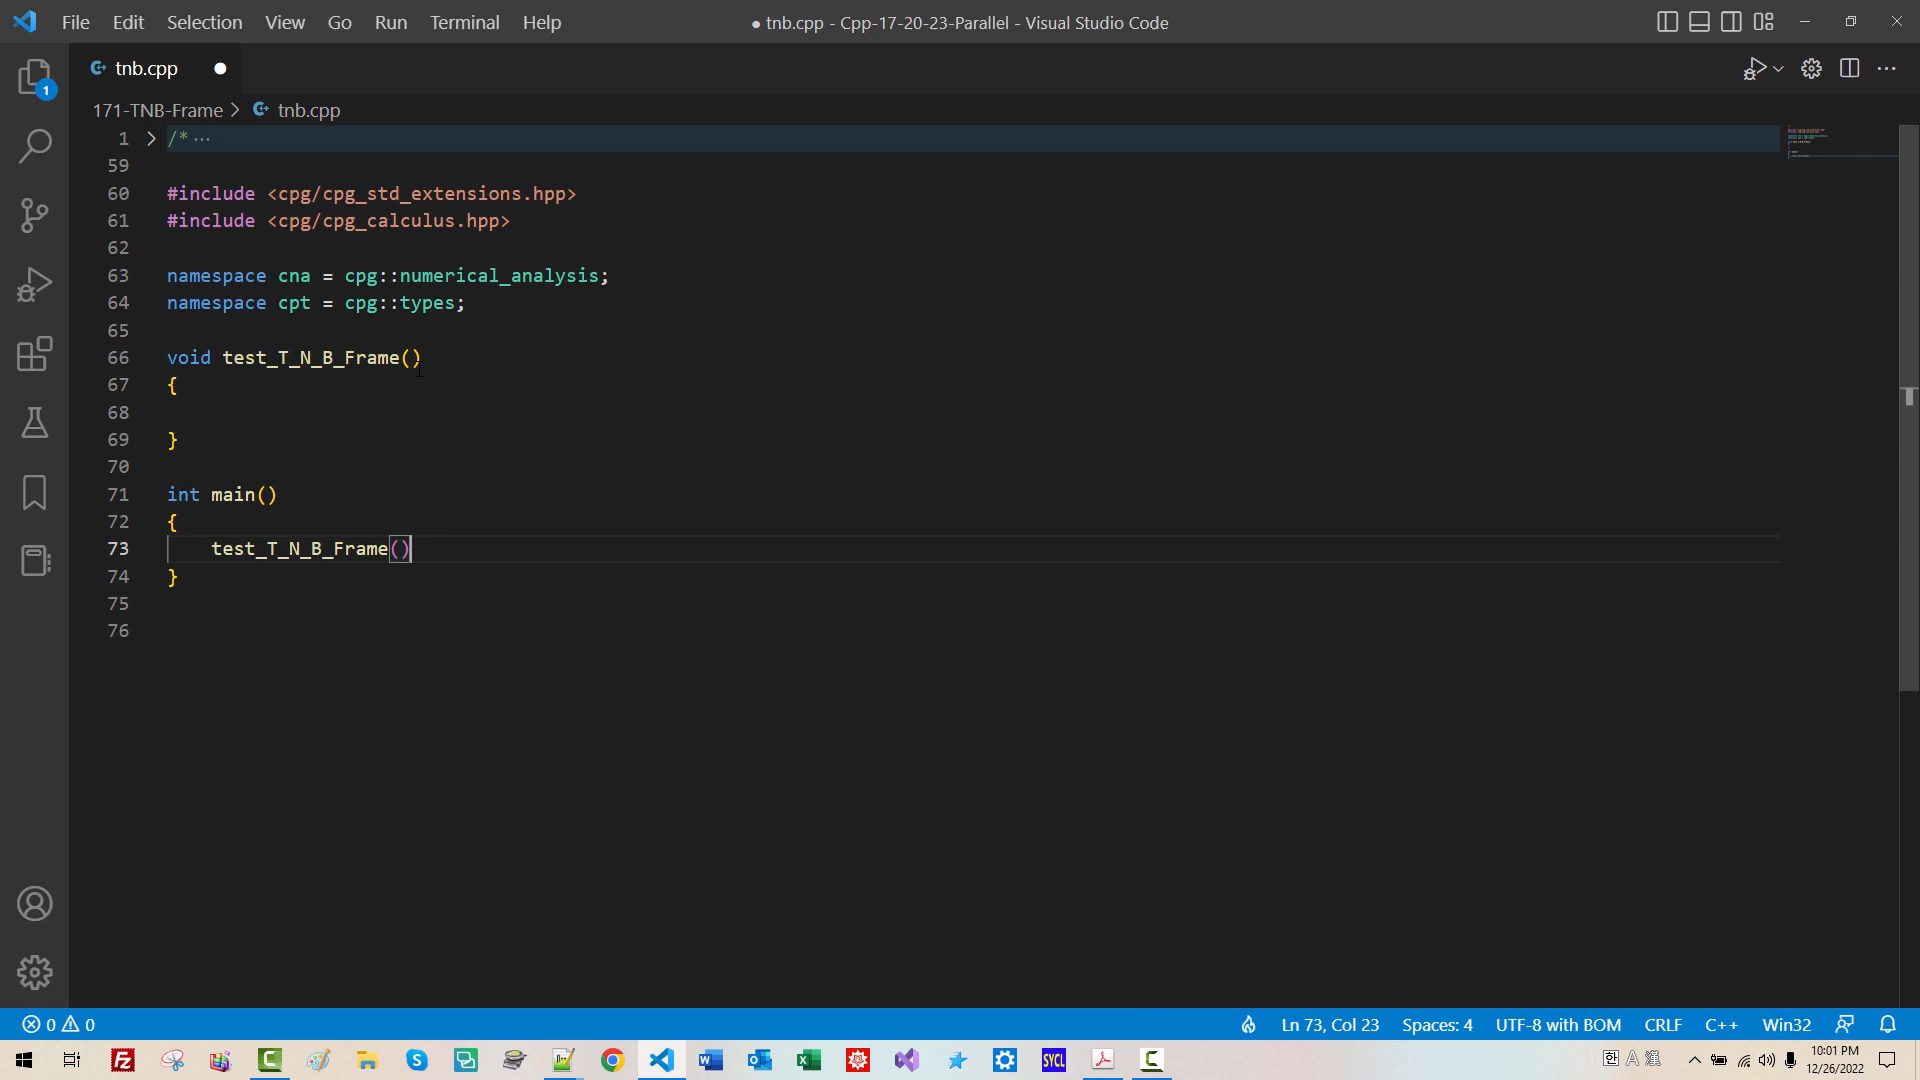 File Edit Selection View Go Run Terminal Help
● tnb.cpp - Cpp-17-20-23-Parallel - Visual Studio Code
tnb.cpp
1
171-TNB-Frame > tnb.cpp
1 /* ···
59
60 #include <cpg/cpg_std_extensions.hpp>
61 #include <cpg/cpg_calculus.hpp>
62
63 namespace cna = cpg::numerical_analysis;
64 namespace cpt = cpg::types;
65
66 void test_T_N_B_Frame()
67 {
68
69 }
70
71 int main()
72 {
73 test_T_N_B_Frame()
74 }
75
76
0 0
Ln 73, Col 23 Spaces: 4 UTF-8 with BOM CRLF C++ Win32
SYCL
한 A 漢
10:01 PM
12/26/2022